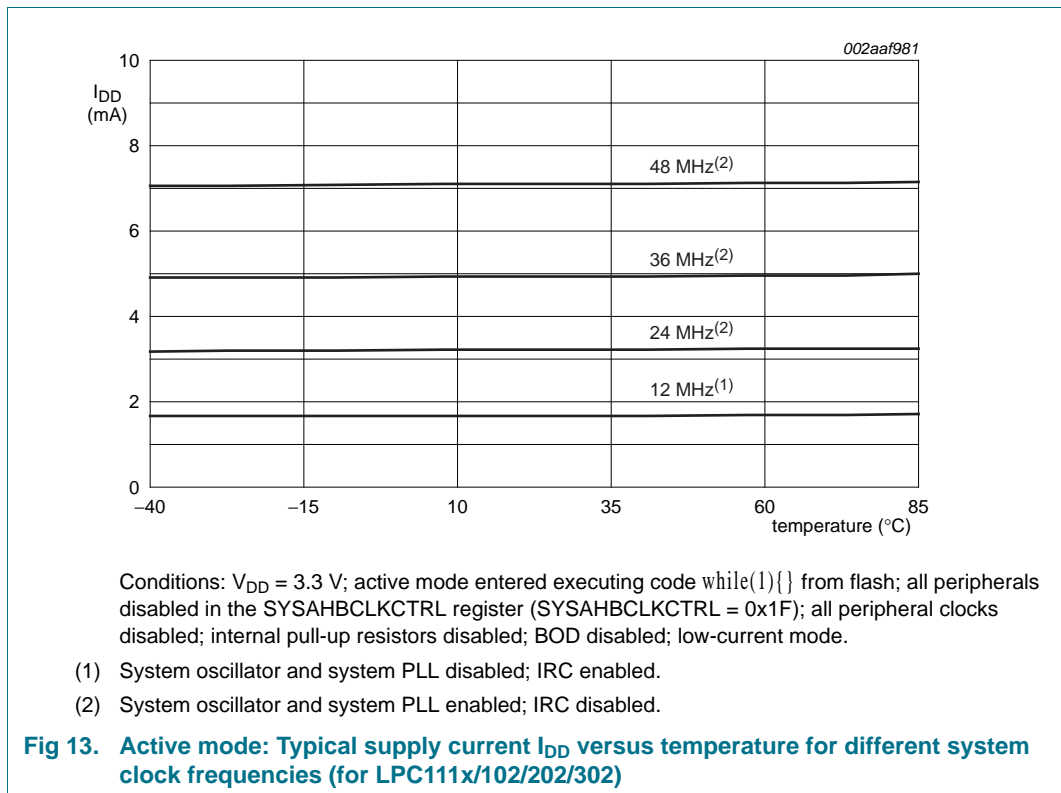 002aaf981
10
I_DD
(mA)
8
48 MHz(2)
6
36 MHz(2)
4
24 MHz(2)
2
12 MHz(1)
0
−40 −15 10 35 60 85
temperature (°C)
Conditions: V_DD = 3.3 V; active mode entered executing code while(1){} from flash; all peripherals
disabled in the SYSAHBCLKCTRL register (SYSAHBCLKCTRL = 0x1F); all peripheral clocks
disabled; internal pull-up resistors disabled; BOD disabled; low-current mode.
(1) System oscillator and system PLL disabled; IRC enabled.
(2) System oscillator and system PLL enabled; IRC disabled.
Fig 13. Active mode: Typical supply current I_DD versus temperature for different system
clock frequencies (for LPC111x/102/202/302)